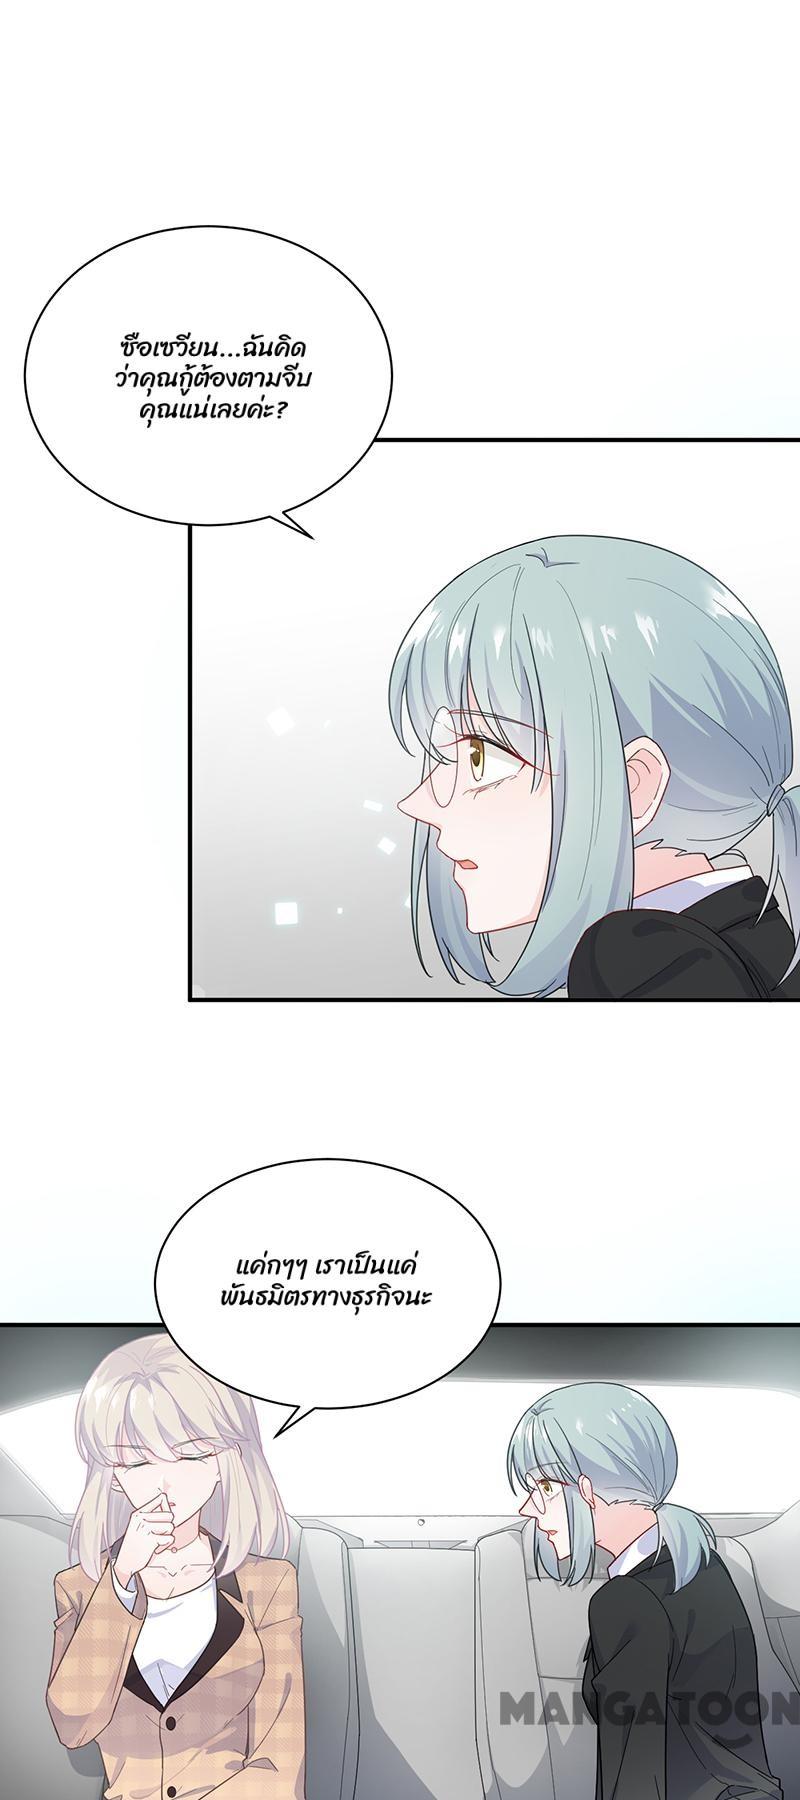 ซือเซวียน...ฉันคิด
ว่าคุณกู้ต้องตามจีบ
คุณแน่เลยค่ะ?
แค่กๆๆ เราเป็นแค่
พันธมิตรทางธุรกิจนะ
MANGATOON